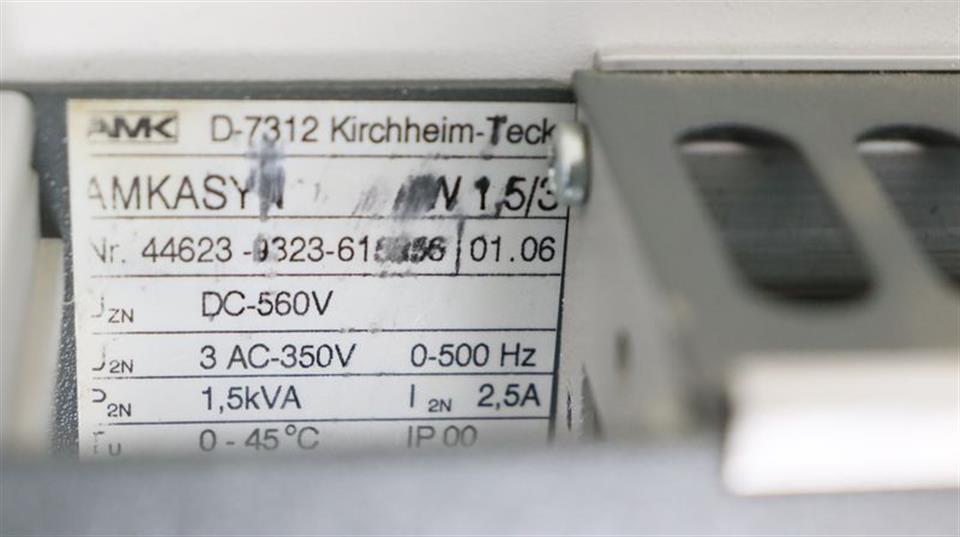 AMK D-7312 Kirchheim-Teck
AMKASYN 1,5/3
Nr. 44623 01.06
U ZN DC-560V
U 2N 3 AC-350V 0-500 Hz
P 2N 1,5kVA I 2N 2,5A
0 - 45°C IP 00